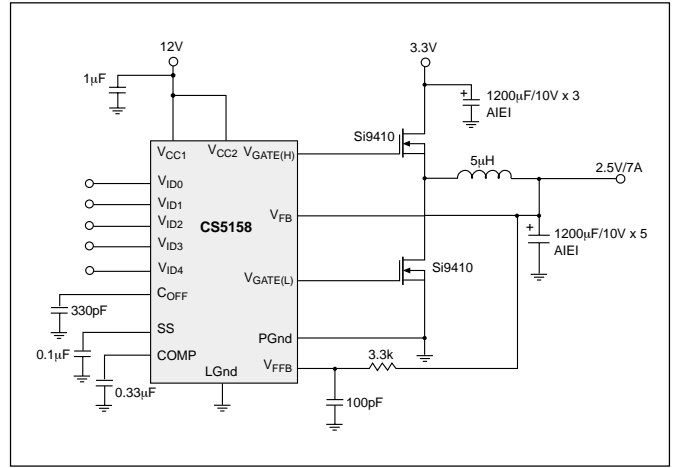 12V
3.3V
1μF
1200μF/10V x 3
AIEI
Si9410
VCC1
VCC2
VGATE(H)
5μH
2.5V/7A
VID0
VID1
VID2
VID3
VID4
CS5158
VFB
1200μF/10V x 5
AIEI
VGATE(L)
Si9410
COFF
330pF
SS
PGnd
0.1μF
COMP
VFFB
3.3k
LGnd
0.33μF
100pF